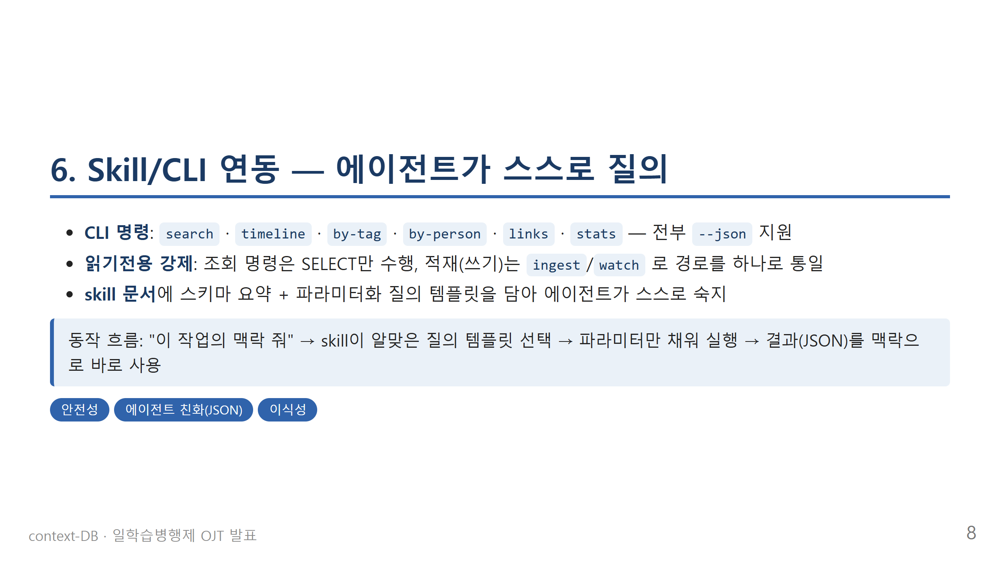 6. Skill/CLI 연동 — 에이전트가 스스로 질의
• CLI 명령: search · timeline · by-tag · by-person · links · stats — 전부 --json 지원
• 읽기전용 강제: 조회 명령은 SELECT만 수행, 적재(쓰기)는 ingest/watch 로 경로를 하나로 통일
• skill 문서에 스키마 요약 + 파라미터화 질의 템플릿을 담아 에이전트가 스스로 숙지
동작 흐름: "이 작업의 맥락 줘" → skill이 알맞은 질의 템플릿 선택 → 파라미터만 채워 실행 → 결과(JSON)를 맥락으
로 바로 사용
안전성 에이전트 친화(JSON) 이식성
context-DB · 일학습병행제 OJT 발표
8